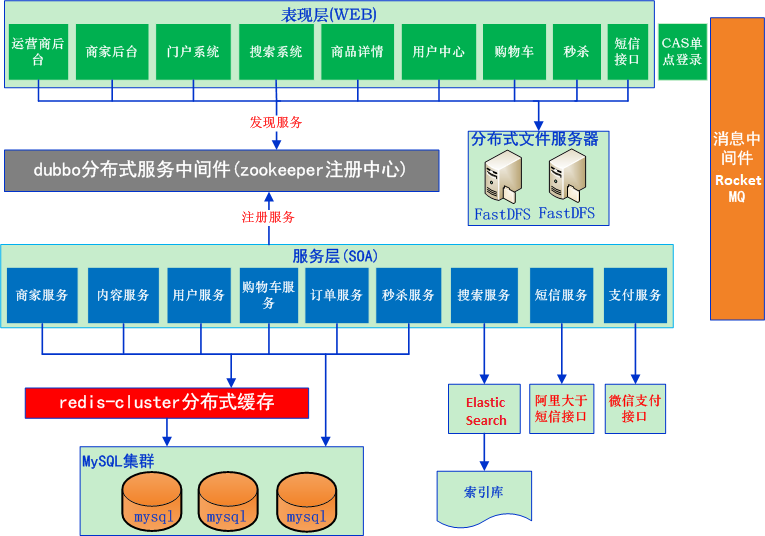 表现层(WEB)
运营商后
台
商家后台
门户系统
搜索系统
商品详情
用户中心
购物车
秒杀
短信
接口
CAS单
点登录
消息中
间件
Rocket
MQ
发现服务
dubbo分布式服务中间件(zookeeper注册中心)
分布式文件服务器
FastDFS
FastDFS
注册服务
服务层(SOA)
商家服务
内容服务
用户服务
购物车服
务
订单服务
秒杀服务
搜索服务
短信服务
支付服务
redis-cluster分布式缓存
Elastic
Search
阿里大于
短信接口
微信支付
接口
MySQL集群
mysql
mysql
mysql
索引库